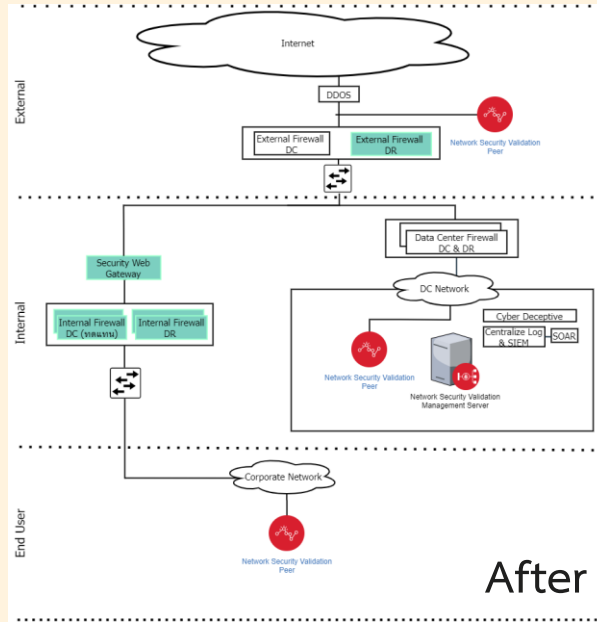 Internet
DDOS
External
External Firewall
DC
External Firewall
DR
Network Security Validation
Peer
Data Center Firewall
DC & DR
Security Web
Gateway
DC Network
Internal
Internal Firewall
DC (ทดแทน)
Internal Firewall
DR
Cyber Deceptive
Centralize Log
& SIEM
SOAR
Network Security Validation
Peer
Network Security Validation
Management Server
End User
Corporate Network
Network Security Validation
Peer
After